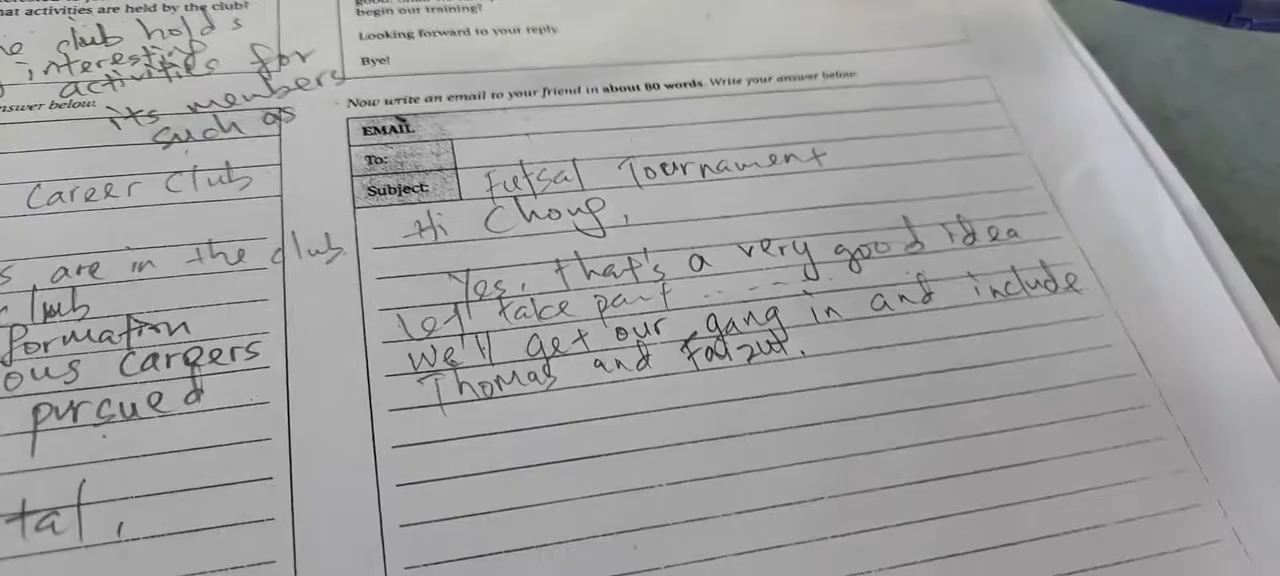 hat activities are held by the club?
club holds
interesting
activities for
its members
such as
nswer below:
Career Club
s are in the club.
formation
ous careers
pursued
begin our training?
Looking forward to your reply
Bye!
Now write an email to your friend in about 80 words. Write your answer below.
EMAIL
To:
Subject: Futsal Tournament
Hi Chong,
Yes, that's a very good idea
let take part ........
we'll get our gang in and include
Thomas and